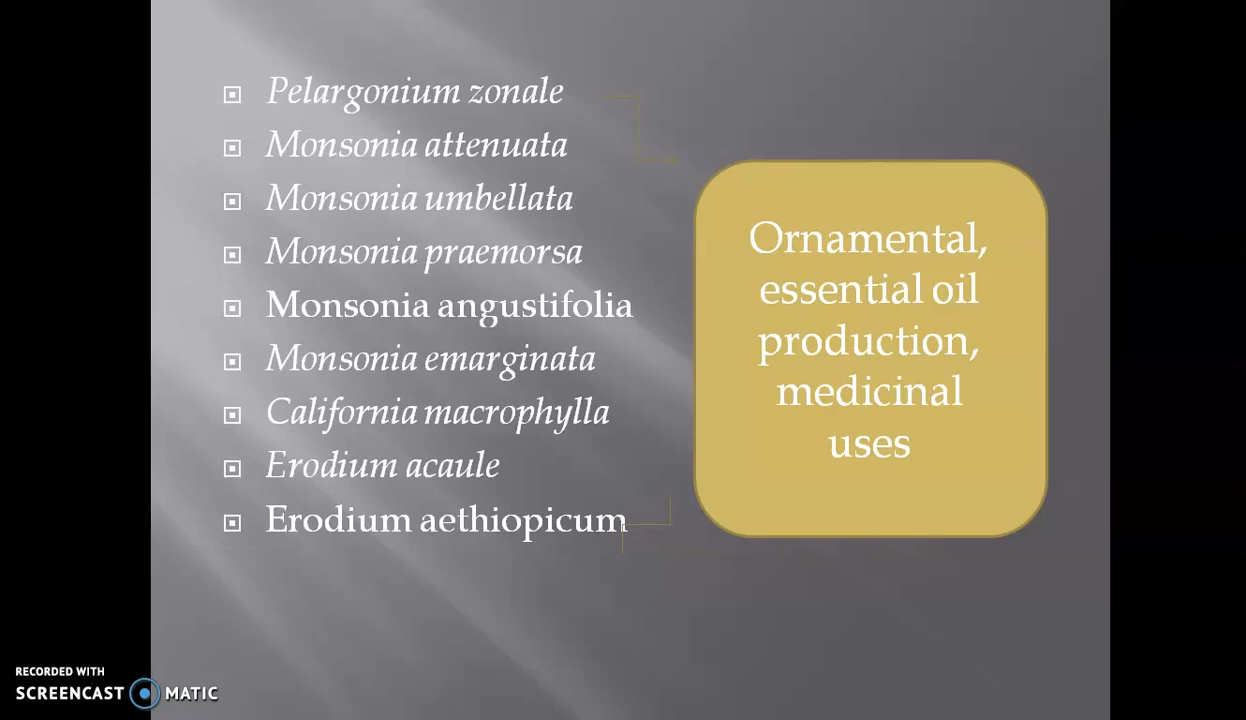 Pelargonium zonale
Monsonia attenuata
Monsonia umbellata
Monsonia praemorsa
Monsonia angustifolia
Monsonia emarginata
California macrophylla
Erodium acaule
Erodium aethiopicum
Ornamental,
essential oil
production,
medicinal
uses
RECORDED WITH
SCREENCAST MATIC